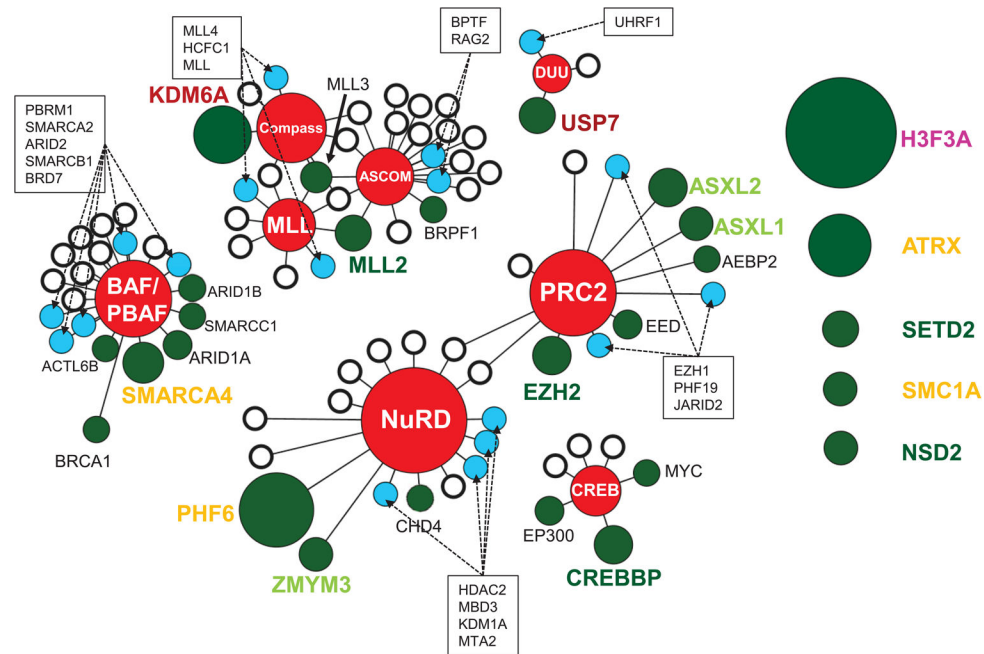 MLL4
HCFC1
MLL
BPTF
RAG2
UHRF1
DUU
USP7
KDM6A
MLL3
Compass
ASCOM
MLL
MLL2
BRPF1
PBRM1
SMARCA2
ARID2
SMARCB1
BRD7
BAF/
PBAF
ARID1B
SMARCC1
ARID1A
ACTL6B
SMARCA4
BRCA1
ASXL2
ASXL1
AEBP2
PRC2
EED
EZH2
EZH1
PHF19
JARID2
NuRD
PHF6
ZMYM3
CHD4
HDAC2
MBD3
KDM1A
MTA2
CREB
MYC
EP300
CREBBP
H3F3A
ATRX
SETD2
SMC1A
NSD2